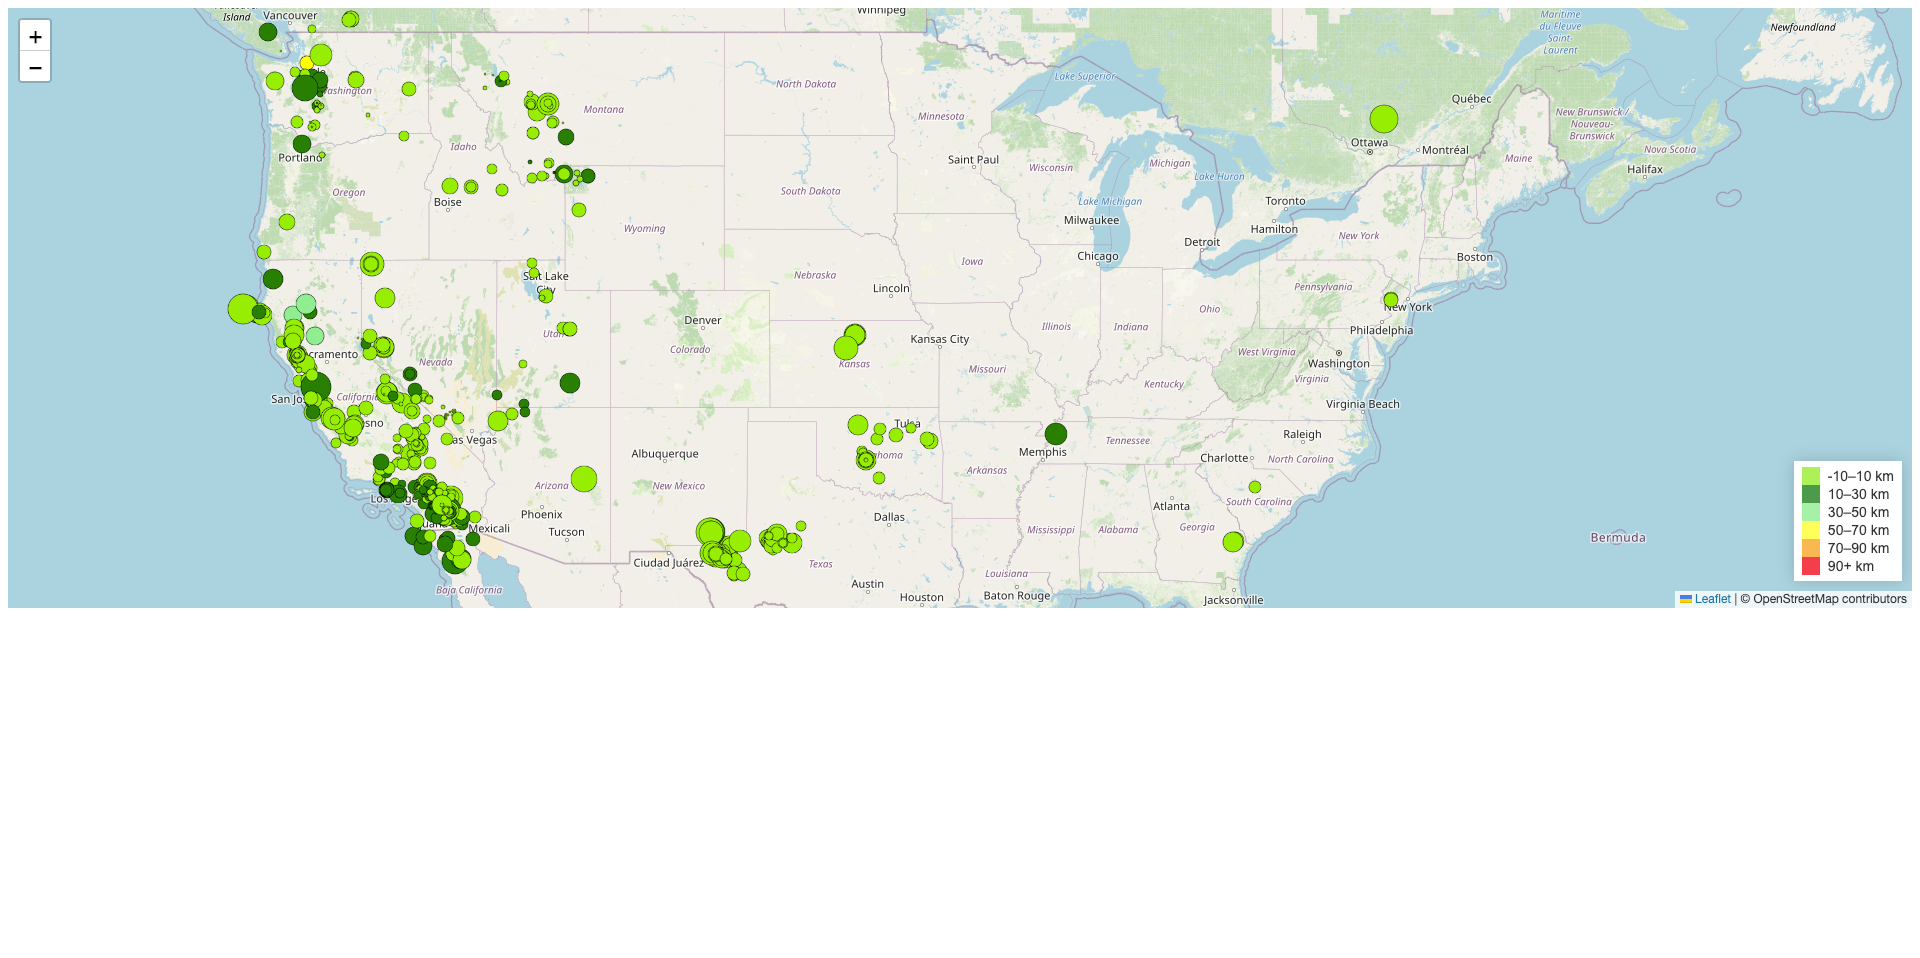 +
−
Vancouver
Island
Vancouver
Winnipeg
Maritime
du Fleuve
Saint-
Laurent
Newfoundland
Lake Superior
North Dakota
Washington
Montana
Minnesota
Québec
New Brunswick /
Nouveau-
Brunswick
Ottawa
Montréal
Nova Scotia
Idaho
Portland
Saint Paul
Wisconsin
Michigan
Maine
Halifax
Lake Huron
Oregon
South Dakota
Boise
Lake Michigan
Toronto
Milwaukee
Hamilton
Wyoming
New York
Detroit
Chicago
Boston
Iowa
Salt Lake
City
Nebraska
Lincoln
Pennsylvania
New York
Ohio
Denver
Illinois
Indiana
Philadelphia
Utah
Kansas City
Colorado
Sacramento
Nevada
Kansas
West Virginia
Washington
Missouri
Kentucky
Virginia
San Jos
California
Virginia Beach
esno
Tulsa
Las Vegas
Raleigh
Tennessee
Albuquerque
Memphis
ahoma
Charlotte
North Carolina
Arkansas
Arizona
New Mexico
Los Ange
South Carolina
Atlanta
Phoenix
Dallas
Tijuana
Mexicali
Tucson
Mississippi
Alabama
Georgia
Bermuda
Ciudad Juárez
Texas
Louisiana
Austin
Baja California
Houston
Baton Rouge
Jacksonville
-10–10 km
10–30 km
30–50 km
50–70 km
70–90 km
90+ km
Leaflet | © OpenStreetMap contributors